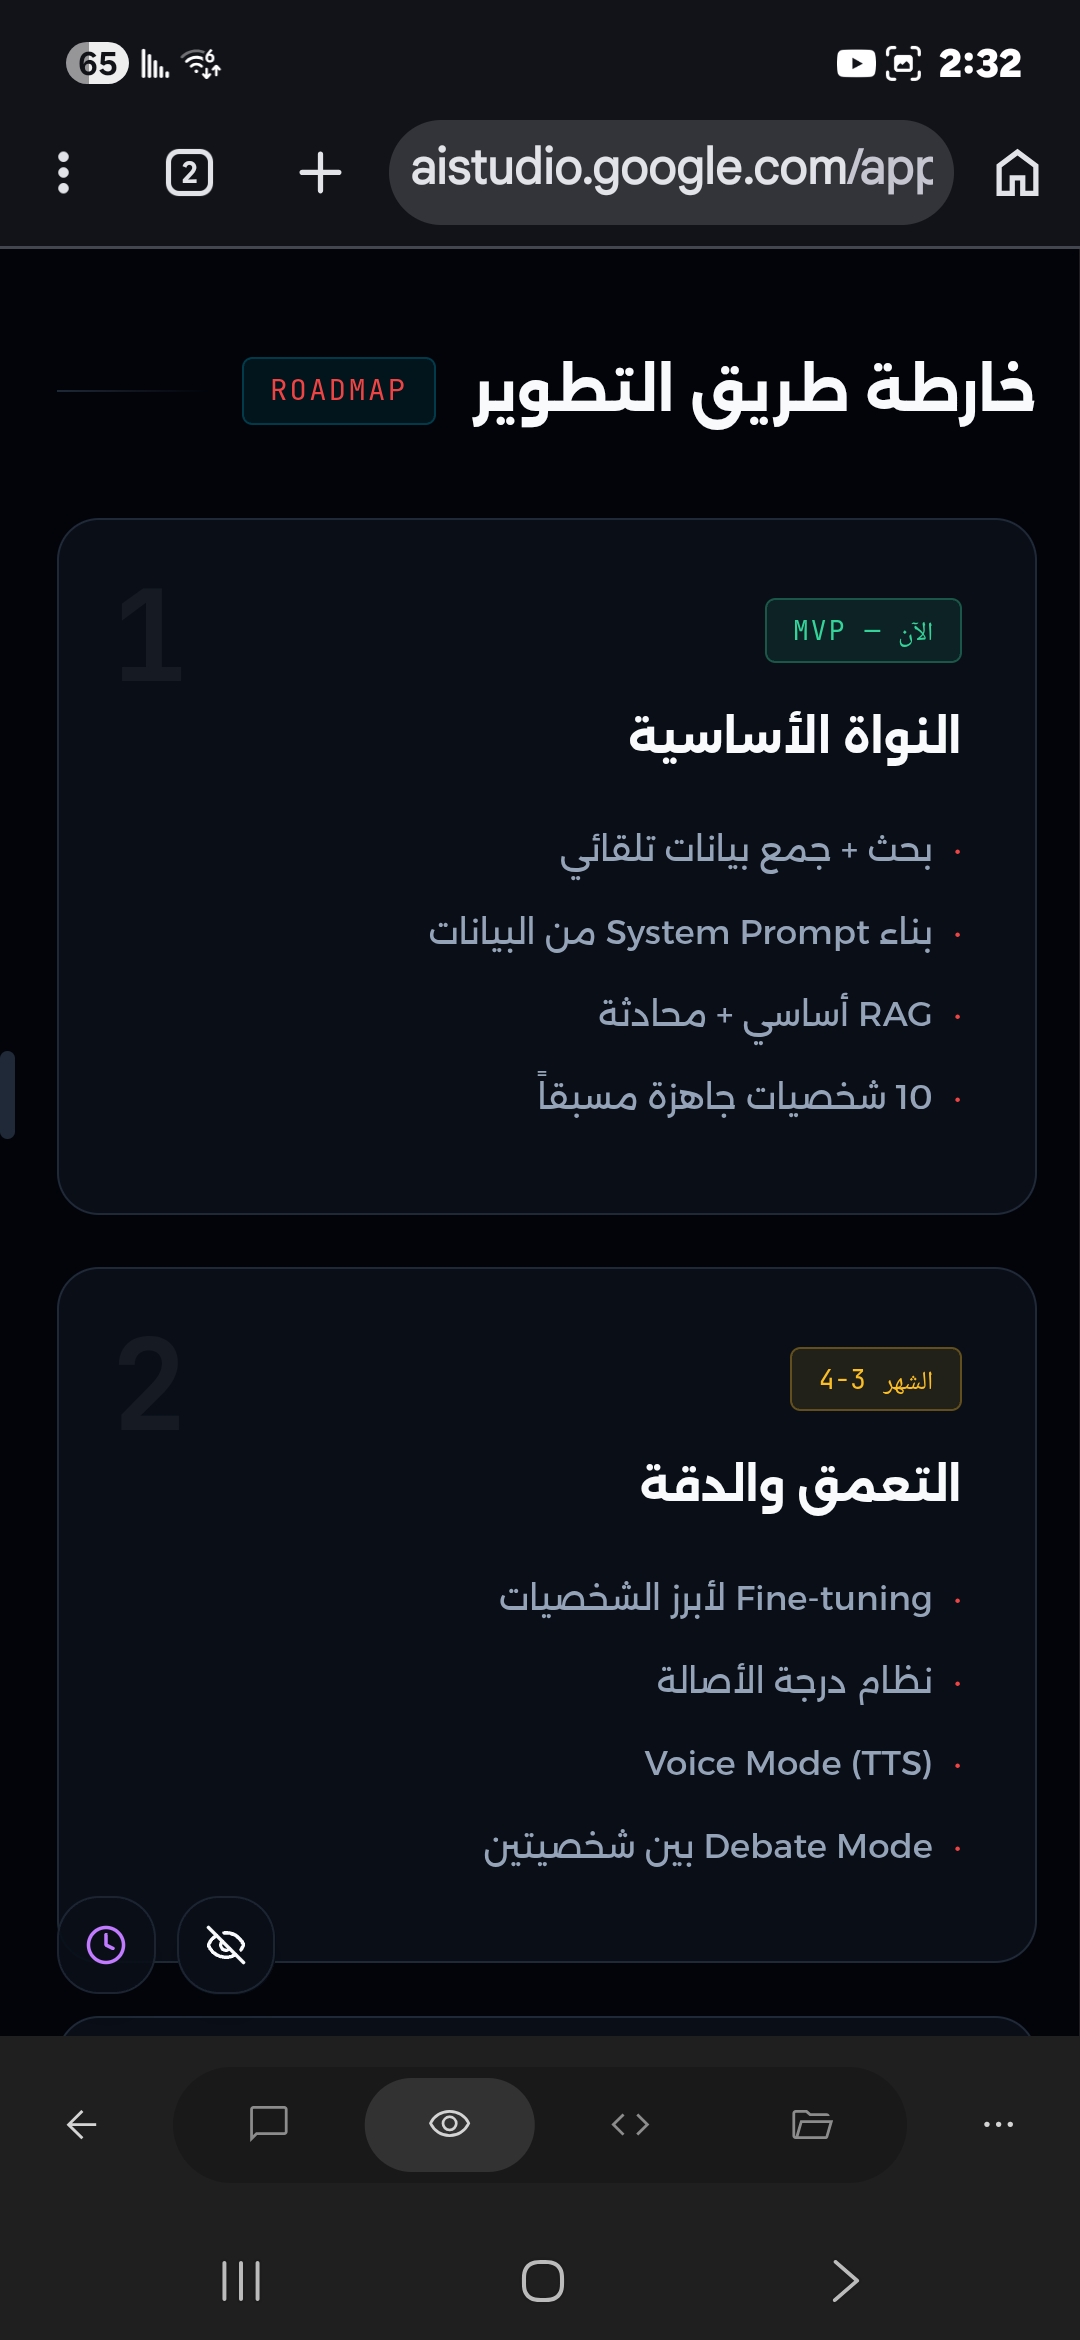 65
2:32
2
aistudio.google.com/app
خارطة طريق التطوير
ROADMAP
1
الآن — MVP
النواة الأساسية
· بحث + جمع بيانات تلقائي
· بناء System Prompt من البيانات
· RAG أساسي + محادثة
· 10 شخصيات جاهزة مسبقاً
2
الشهر 3-4
التعمق والدقة
· Fine-tuning لأبرز الشخصيات
· نظام درجة الأصالة
· Voice Mode (TTS)
· Debate Mode بين شخصيتين